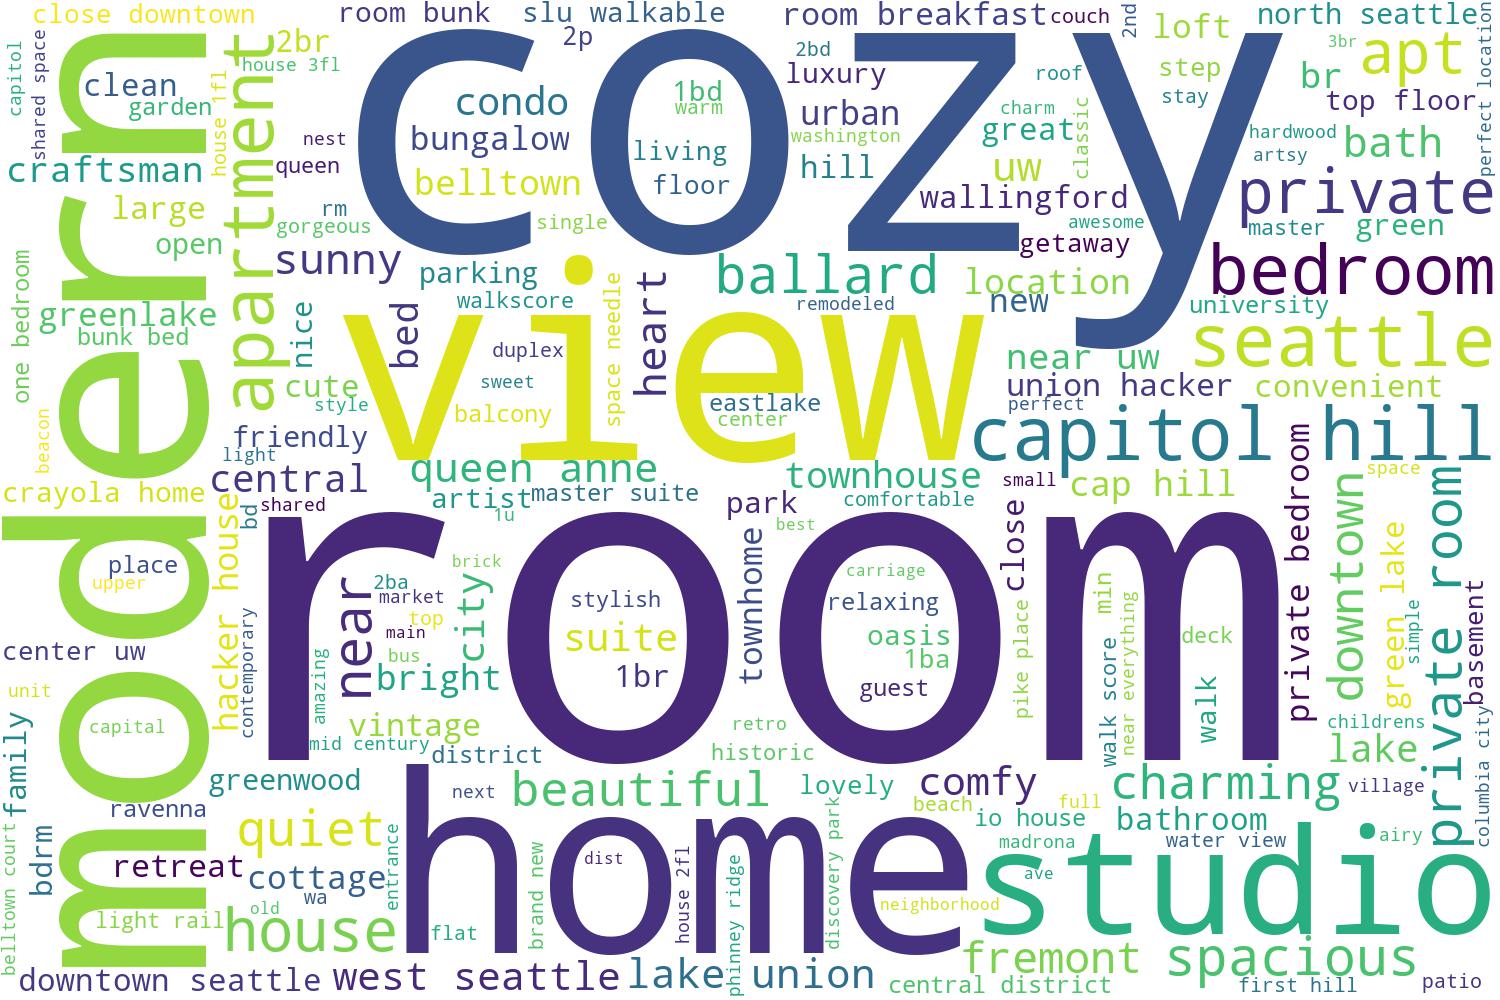 close downtown
room bunk
slu walkable
room breakfast
couch
2nd
loft
north seattle
perfect location
capitol
shared space
modern
house 1fl
apartment
2br
house 3fl
2p
cozy
2bd
luxury
roof
step
stay
3br
apt
br
top floor
clean
garden
nest
queen
condo
bungalow
belltown
1bd
warm
living
floor
urban
washington
hill
charm
great
classic
uw
wallingford
awesome
hardwood
artsy
bath
private
craftsman
large
open
rm
gorgeous
single
sunny
parking
walkscore
ballard
getaway
location
master
green
bedroom
one bedroom
greenlake
bunk bed
nice
bed
view
space needle
heart
remodeled
new
university
seattle
duplex
near uw
cute
style
sweet
balcony
eastlake
center
union hacker
perfect
convenient
beacon
friendly
light
capitol hill
central
queen anne
townhouse
space
crayola home
hacker house
bd
shared
artist
master suite
1u
park
comfortable
small
cap hill
best
close
private bedroom
downtown
green lake
private room
place
upper
room
near
brick
2ba
market
top
main
bus
city
stylish
suite
1br
townhome
carriage
relaxing
oasis
1ba
guest
pike place
min
near everything
walk score
deck
walk
simple
basement
center uw
unit
contemporary
amazing
bright
capital
vintage
mid century
district
retro
historic
childrens
lake
columbia city
family
greenwood
next
beautiful
lovely
comfy
beach
full
charming
village
ravenna
quiet
home
discovery park
io house
bathroom
madrona
water view
airy
studio
bdrm
retreat
cottage
entrance
wa
dist
ave
belltown court
light rail
old
house
flat
brand new
house 2fl
phinney ridge
neighborhood
fremont
spacious
downtown seattle
west seattle
lake union
central district
first hill
patio